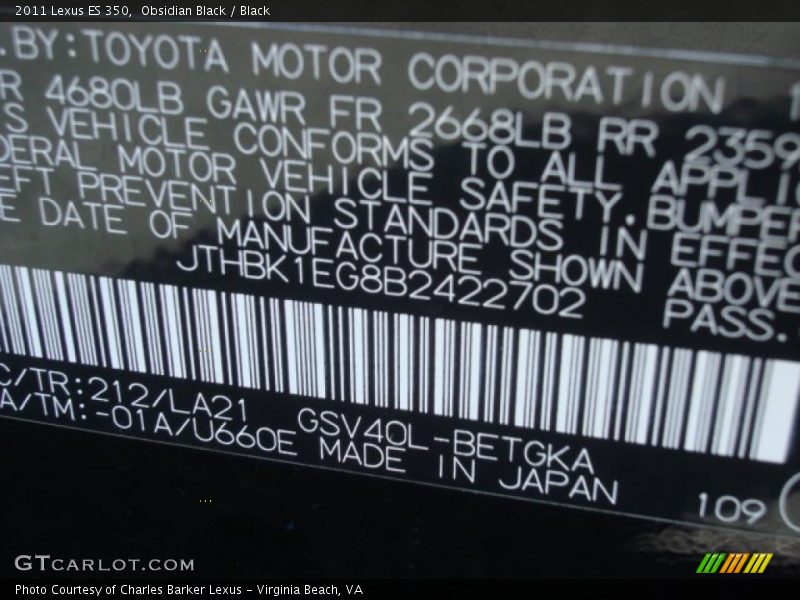 2011 Lexus ES 350, Obsidian Black / Black
.BY:TOYOTA MOTOR CORPORATION 1
R 4680LB GAWR FR 2668LB RR 2359
S VEHICLE CONFORMS TO ALL APPLIC
DERAL MOTOR VEHICLE SAFETY.BUMPER
EFT PREVENTION STANDARDS IN EFFEC
E DATE OF MANUFACTURE SHOWN ABOVE
JTHBK1EG8B2422702 PASS.
C/TR:212/LA21 GSV40L-BETGKA
A/TM:-01A/U660E MADE IN JAPAN
109
GTCARLOT.COM
Photo Courtesy of Charles Barker Lexus - Virginia Beach, VA